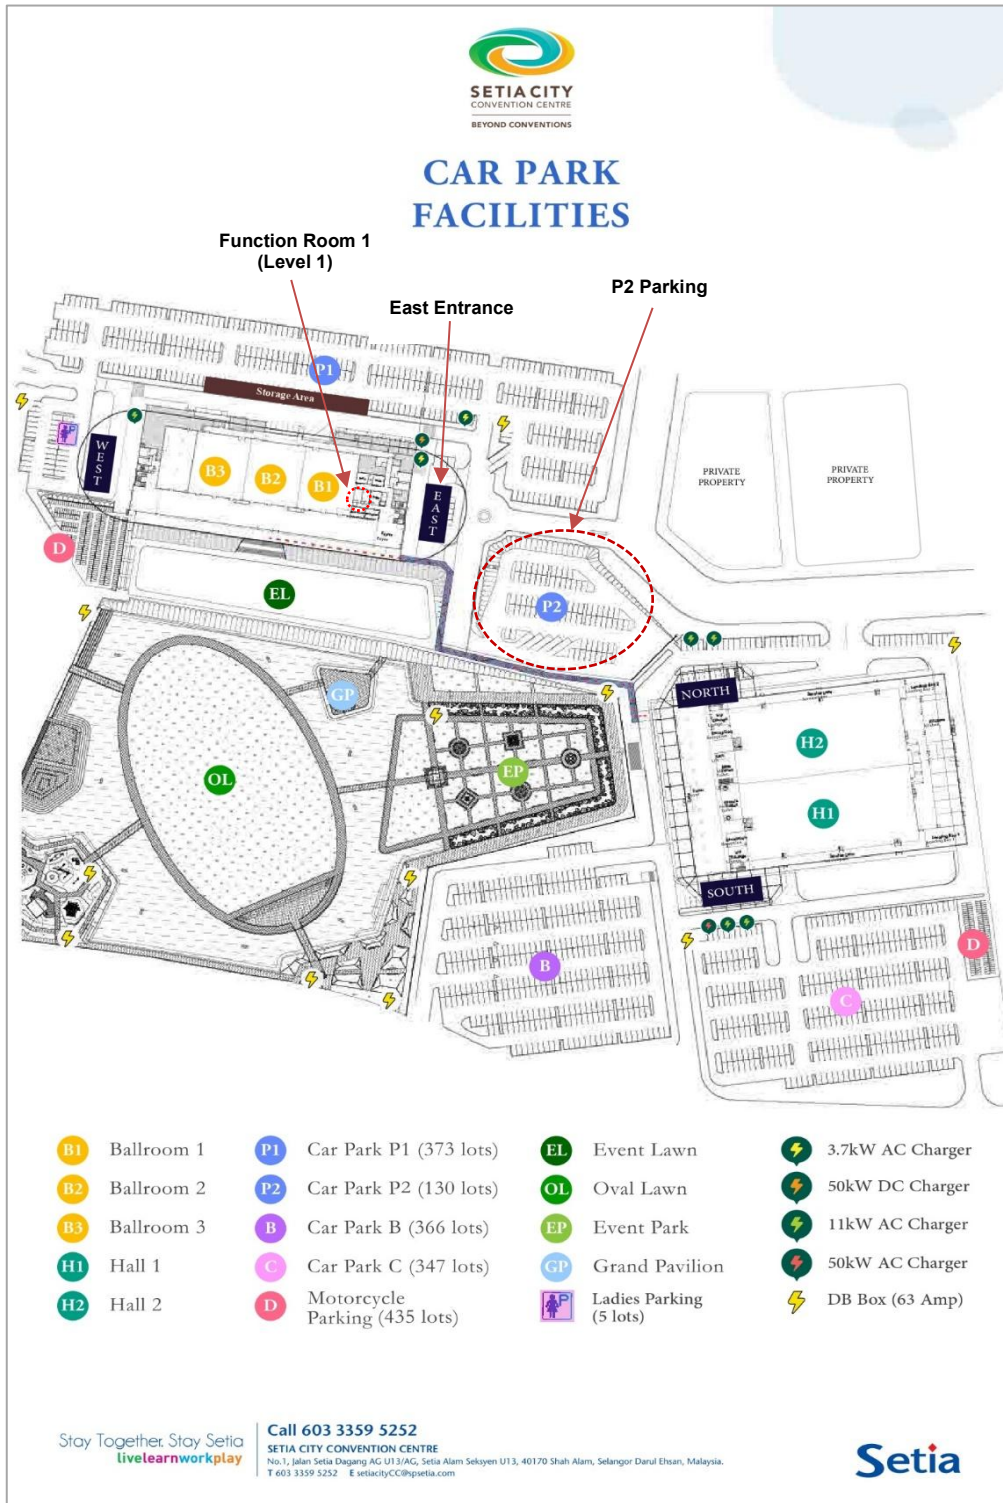 SETIA CITY
CONVENTION CENTRE
BEYOND CONVENTIONS
CAR PARK
FACILITIES
Function Room 1
(Level 1)
East Entrance
P2 Parking
P1
Storage Area
WEST
B3
B2
B1
EAST
PRIVATE
PROPERTY
PRIVATE
PROPERTY
D
EL
P2
GP
NORTH
H2
OL
EP
H1
SOUTH
B
D
C
B1 Ballroom 1
B2 Ballroom 2
B3 Ballroom 3
H1 Hall 1
H2 Hall 2
P1 Car Park P1 (373 lots)
P2 Car Park P2 (130 lots)
B Car Park B (366 lots)
C Car Park C (347 lots)
D Motorcycle
Parking (435 lots)
EL Event Lawn
OL Oval Lawn
EP Event Park
GP Grand Pavilion
P Ladies Parking
(5 lots)
3.7kW AC Charger
50kW DC Charger
11kW AC Charger
50kW AC Charger
DB Box (63 Amp)
Stay Together. Stay Setia
livelearnworkplay
Call 603 3359 5252
SETIA CITY CONVENTION CENTRE
No.1, Jalan Setia Dagang AG U13/AG, Setia Alam Seksyen U13, 40170 Shah Alam, Selangor Darul Ehsan, Malaysia.
T 603 3359 5252 E setiacityCC@spsetia.com
Setia